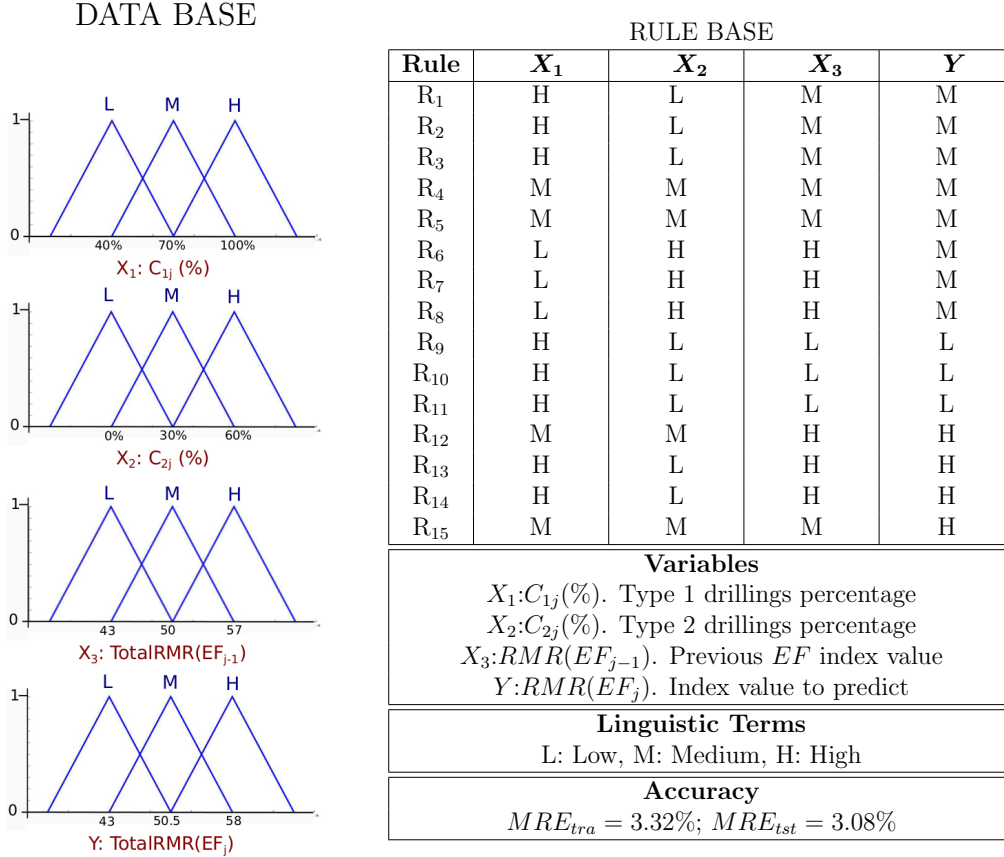 DATA BASE
L M H
1
0
40% 70% 100%
X₁: C₁ⱼ (%)
L M H
1
0
0% 30% 60%
X₂: C₂ⱼ (%)
L M H
1
0
43 50 57
X₃: TotalRMR(EFⱼ₋₁)
L M H
1
0
43 50.5 58
Y: TotalRMR(EFⱼ)
RULE BASE
Rule X₁ X₂ X₃ Y
R₁ H L M M
R₂ H L M M
R₃ H L M M
R₄ M M M M
R₅ M M M M
R₆ L H H M
R₇ L H H M
R₈ L H H M
R₉ H L L L
R₁₀ H L L L
R₁₁ H L L L
R₁₂ M M H H
R₁₃ H L H H
R₁₄ H L H H
R₁₅ M M M H
Variables
X₁:C₁ⱼ(%). Type 1 drillings percentage
X₂:C₂ⱼ(%). Type 2 drillings percentage
X₃:RMR(EFⱼ₋₁). Previous EF index value
Y:RMR(EFⱼ). Index value to predict
Linguistic Terms
L: Low, M: Medium, H: High
Accuracy
MREₜᵣₐ = 3.32%; MREₜₛₜ = 3.08%